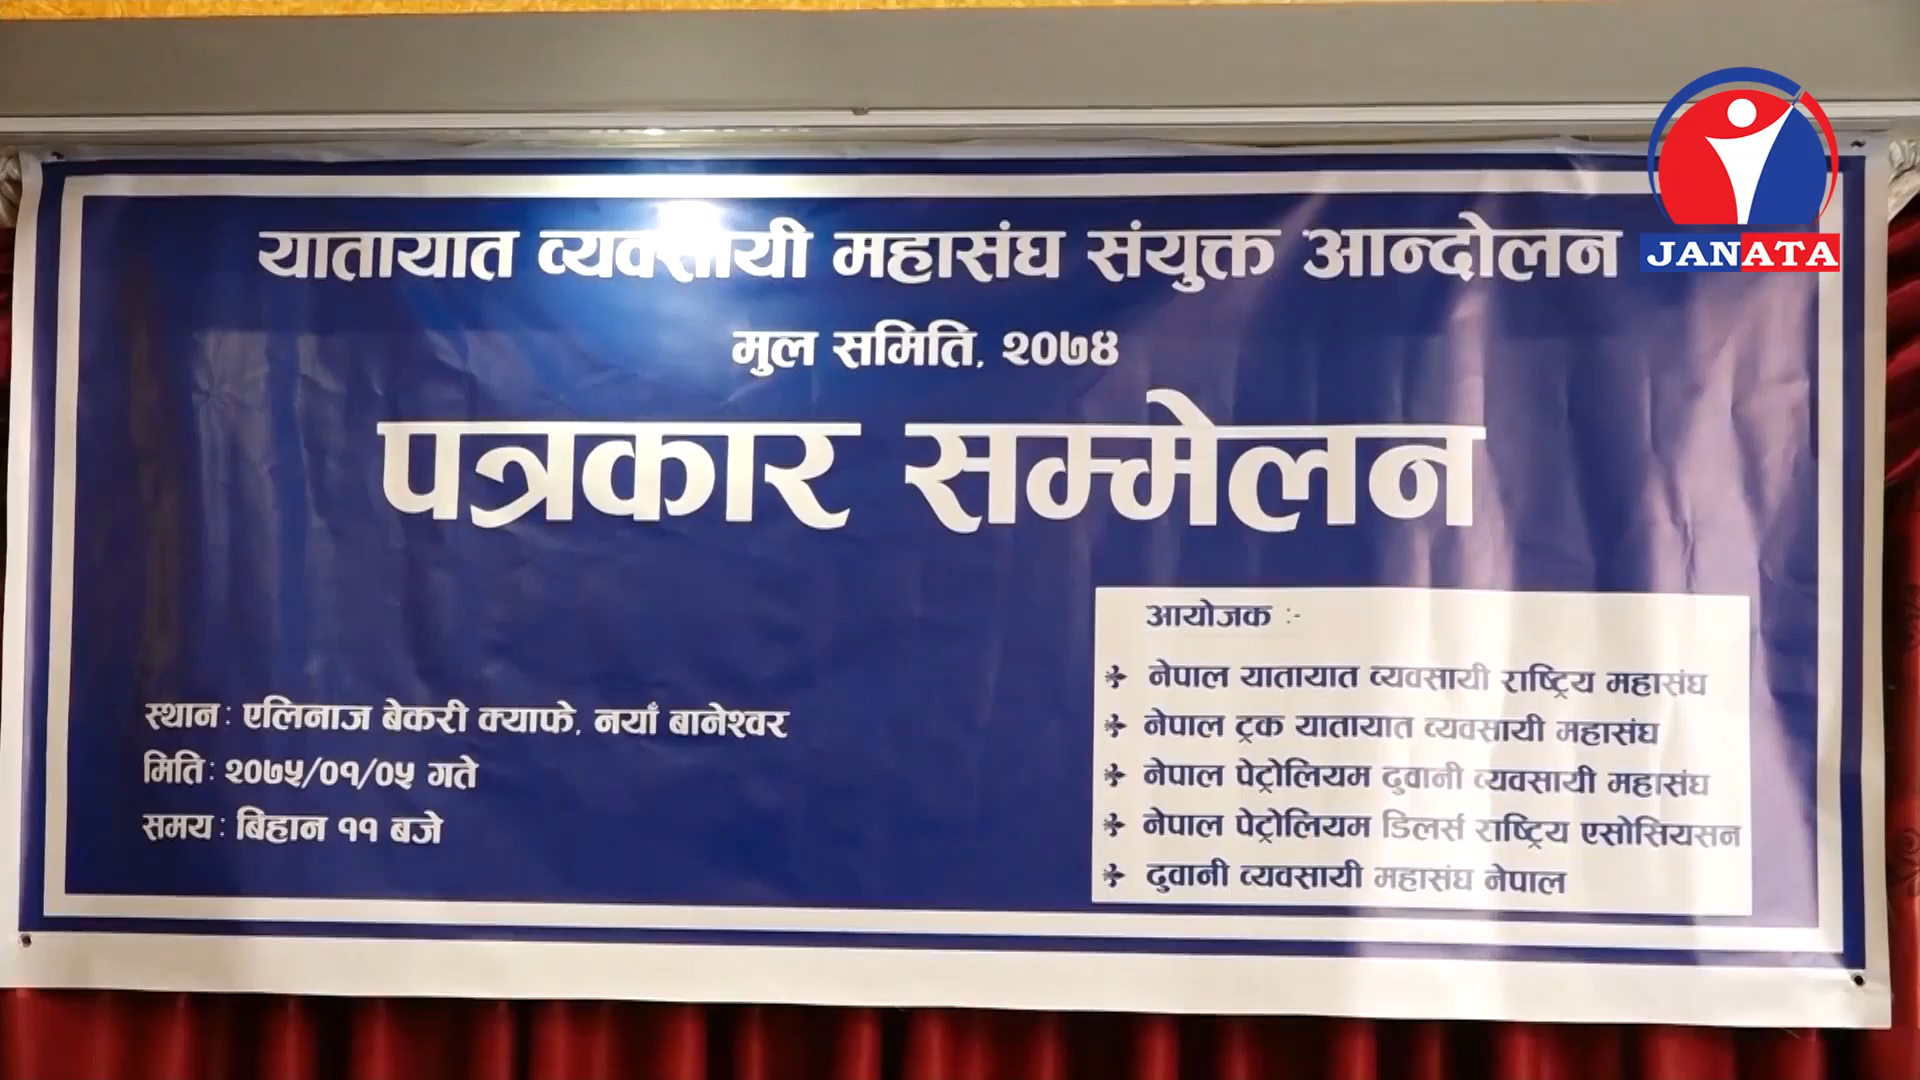 JANATA
यातायात व्यवसायी महासंघ संयुक्त आन्दोलन
मुल समिति, २०७४
पत्रकार सम्मेलन
स्थान: एलिनाज बेकरी क्याफे, नयाँ बानेश्वर
मिति: २०७५/०१/०५ गते
समय: बिहान ११ बजे
आयोजक :-
नेपाल यातायात व्यवसायी राष्ट्रिय महासंघ
नेपाल ट्रक यातायात व्यवसायी महासंघ
नेपाल पेट्रोलियम ढुवानी व्यवसायी महासंघ
नेपाल पेट्रोलियम डिलर्स राष्ट्रिय एसोसियसन
ढुवानी व्यवसायी महासंघ नेपाल